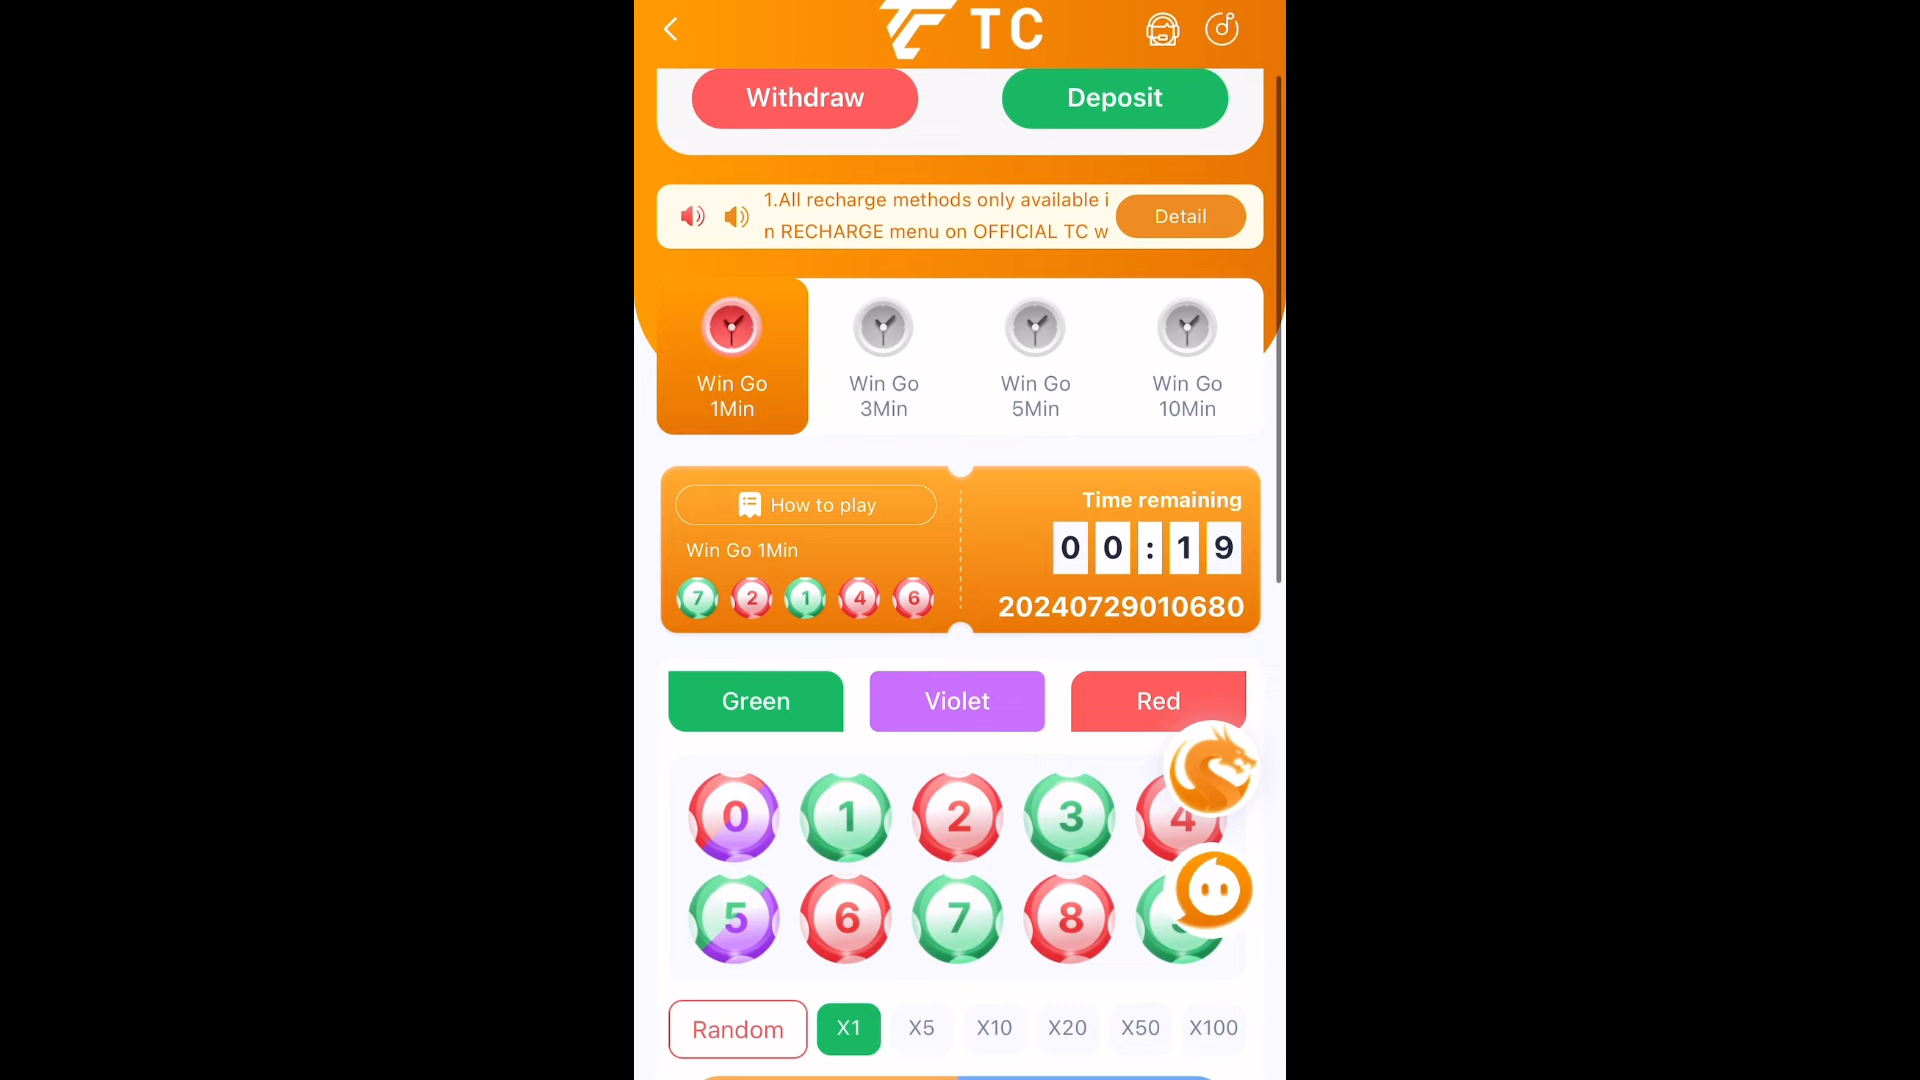 TC
Withdraw
Deposit
1.All recharge methods only available i
n RECHARGE menu on OFFICIAL TC w
Detail
Win Go
1Min
Win Go
3Min
Win Go
5Min
Win Go
10Min
How to play
Win Go 1Min
7 2 1 4 6
Time remaining
00:19
20240729010680
Green
Violet
Red
0 1 2 3 4
5 6 7 8
Random
X1
X5
X10
X20
X50
X100